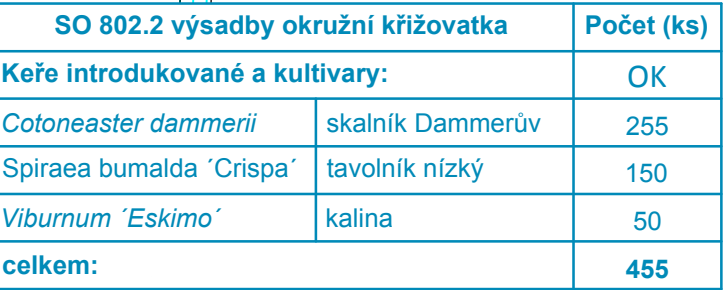 SO 802.2 výsadby okružní křižovatka Počet (ks)
Keře introdukované a kultivary: OK
Cotoneaster dammerii skalník Dammerův 255
Spiraea bumalda ´Crispa´ tavolník nízký 150
Viburnum ´Eskimo´ kalina 50
celkem: 455